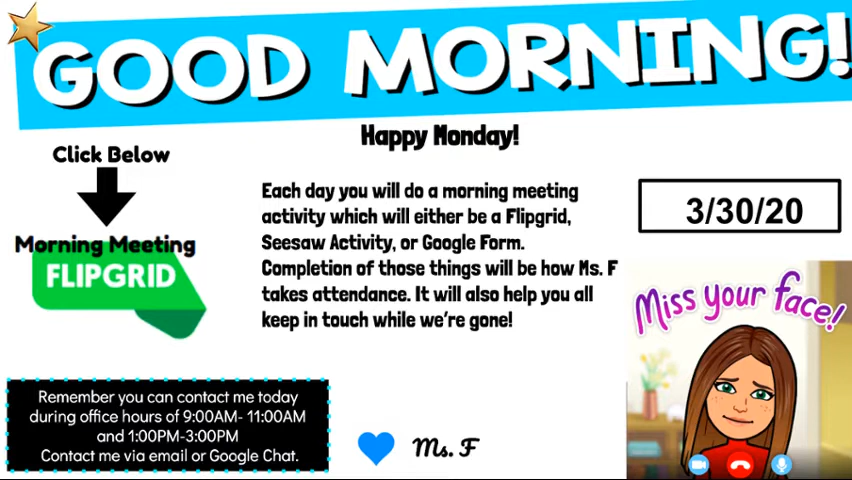 GOOD MORNING!
Happy Monday!
Click Below
Morning Meeting
FLIPGRID
Each day you will do a morning meeting
activity which will either be a Flipgrid,
Seesaw Activity, or Google Form.
Completion of those things will be how Ms. F
takes attendance. It will also help you all
keep in touch while we're gone!
3/30/20
Miss your face!
Remember you can contact me today
during office hours of 9:00AM- 11:00AM
and 1:00PM-3:00PM
Contact me via email or Google Chat.
Ms. F